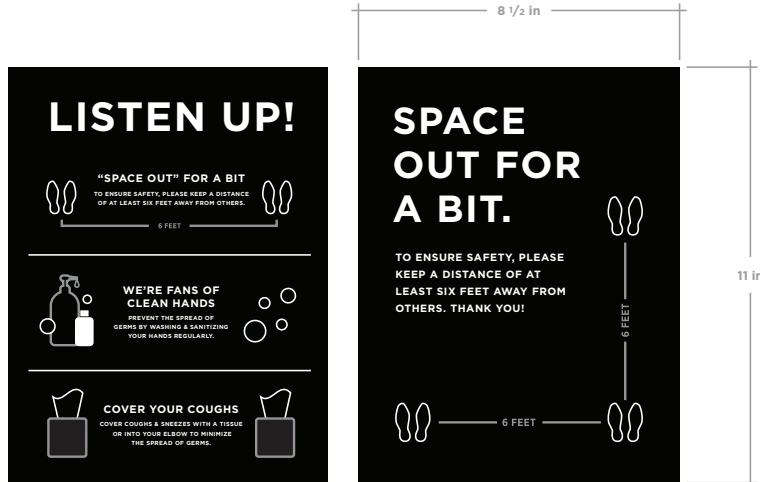 8 1/2 in
LISTEN UP!
“SPACE OUT” FOR A BIT
TO ENSURE SAFETY, PLEASE KEEP A DISTANCE
OF AT LEAST SIX FEET AWAY FROM OTHERS.
6 FEET
WE’RE FANS OF
CLEAN HANDS
PREVENT THE SPREAD OF
GERMS BY WASHING & SANITIZING
YOUR HANDS REGULARLY.
COVER YOUR COUGHS
COVER COUGHS & SNEEZES WITH A TISSUE
OR INTO YOUR ELBOW TO MINIMIZE
THE SPREAD OF GERMS.
SPACE
OUT FOR
A BIT.
TO ENSURE SAFETY, PLEASE
KEEP A DISTANCE OF AT
LEAST SIX FEET AWAY FROM
OTHERS. THANK YOU!
6 FEET
6 FEET
11 in